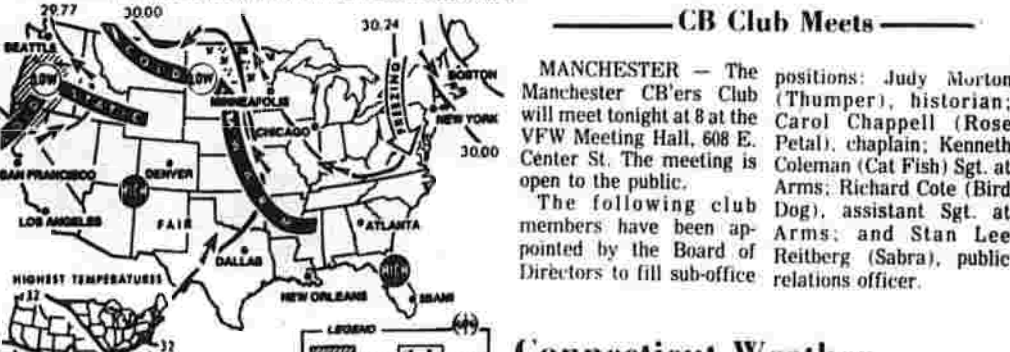 29.77
30.00
30.24
SEATTLE
LOW
COLD
LOW
FREEZING
BOSTON
MINNEAPOLIS
NEW YORK
CHICAGO
30.00
SAN FRANCISCO
DENVER
HIGH
LOS ANGELES
FAIR
ATLANTA
DALLAS
HIGH
HIGHEST TEMPERATURES
NEW ORLEANS
MIAMI
32
32
LEGEND
CB Club Meets
MANCHESTER — The
Manchester CB'ers Club
will meet tonight at 8 at the
VFW Meeting Hall, 608 E.
Center St. The meeting is
open to the public.
The following club
members have been ap-
pointed by the Board of
Directors to fill sub-office
positions: Judy Morton
(Thumper), historian;
Carol Chappell (Rose
Petal), chaplain; Kenneth
Coleman (Cat Fish) Sgt. at
Arms; Richard Cote (Bird
Dog), assistant Sgt. at
Arms; and Stan Lee
Reitberg (Sabra), public
relations officer.
Connecticut Weather